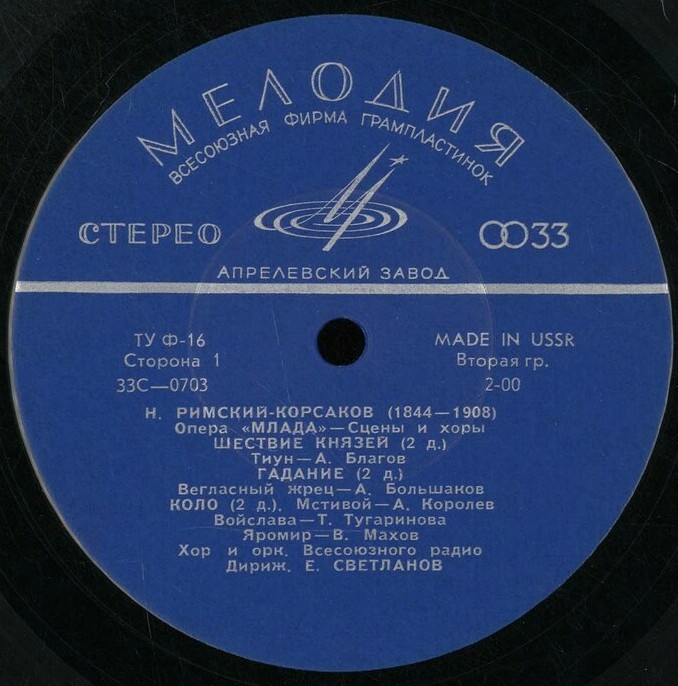 МЕЛОДИЯ
ВСЕСОЮЗНАЯ ФИРМА ГРАМПЛАСТИНОК
СТЕРЕО 33
АПРЕЛЕВСКИЙ ЗАВОД
ТУ Ф-16 MADE IN USSR
Сторона 1 Вторая гр.
33С—0703 2-00
Н. РИМСКИЙ-КОРСАКОВ (1844—1908)
Опера «МЛАДА»—Сцены и хоры
ШЕСТВИЕ КНЯЗЕЙ (2 д.)
Тиун—А. Благов
ГАДАНИЕ (2 д.)
Вегласный жрец—А. Большаков
КОЛО (2 д.). Мстивой—А. Королев
Войслава—Т. Тугаринова
Яромир—В. Махов
Хор и орк. Всесоюзного радио
Дириж. Е. СВЕТЛАНОВ